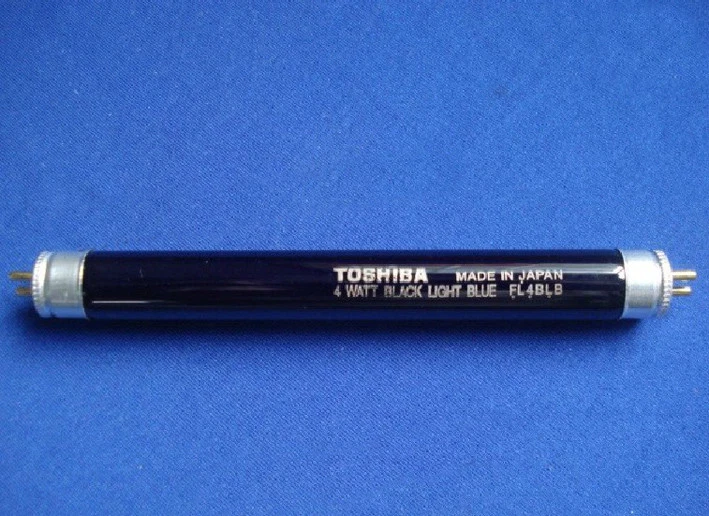 TOSHIBA MADE IN JAPAN
4 WATT BLACK LIGHT BLUE FL4BLB